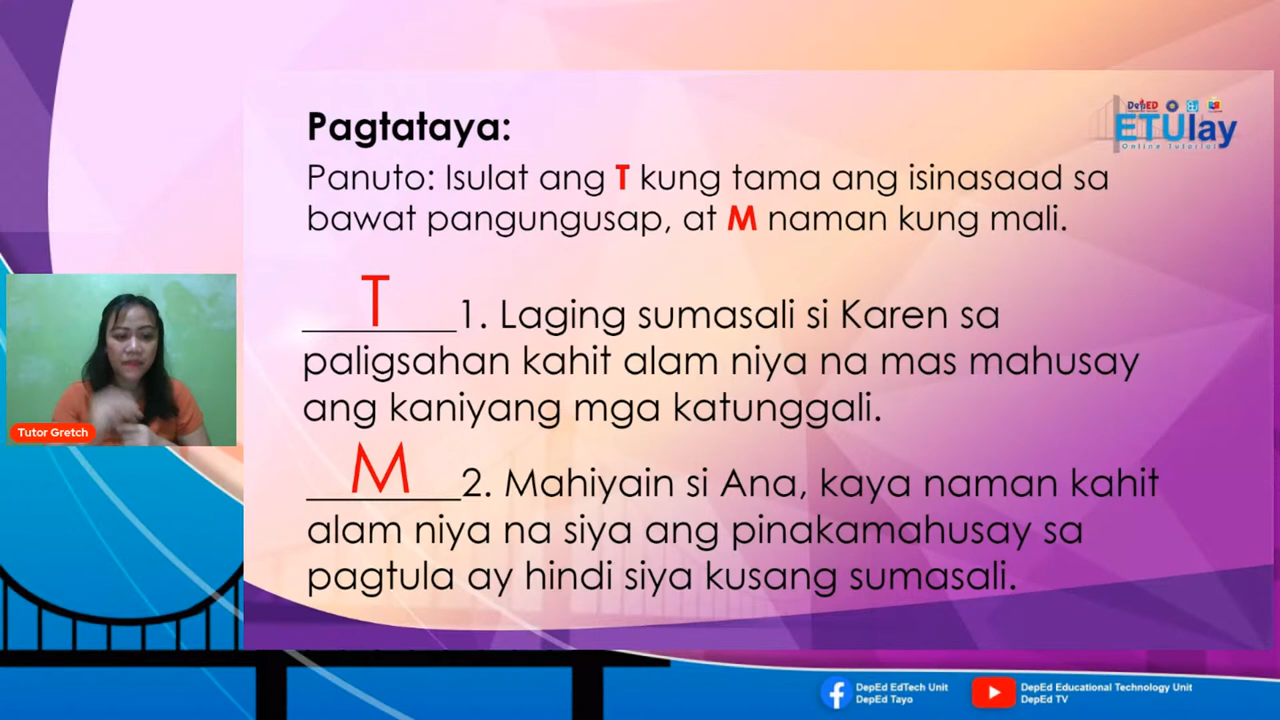 DepED
ETUlay
Online Tutorial
Pagtataya:
Panuto: Isulat ang T kung tama ang isinasaad sa
bawat pangungusap, at M naman kung mali.
T
1. Laging sumasali si Karen sa
paligsahan kahit alam niya na mas mahusay
ang kaniyang mga katunggali.
M
2. Mahiyain si Ana, kaya naman kahit
alam niya na siya ang pinakamahusay sa
pagtula ay hindi siya kusang sumasali.
Tutor Gretch
DepEd EdTech Unit
DepEd Tayo
DepEd Educational Technology Unit
DepEd TV